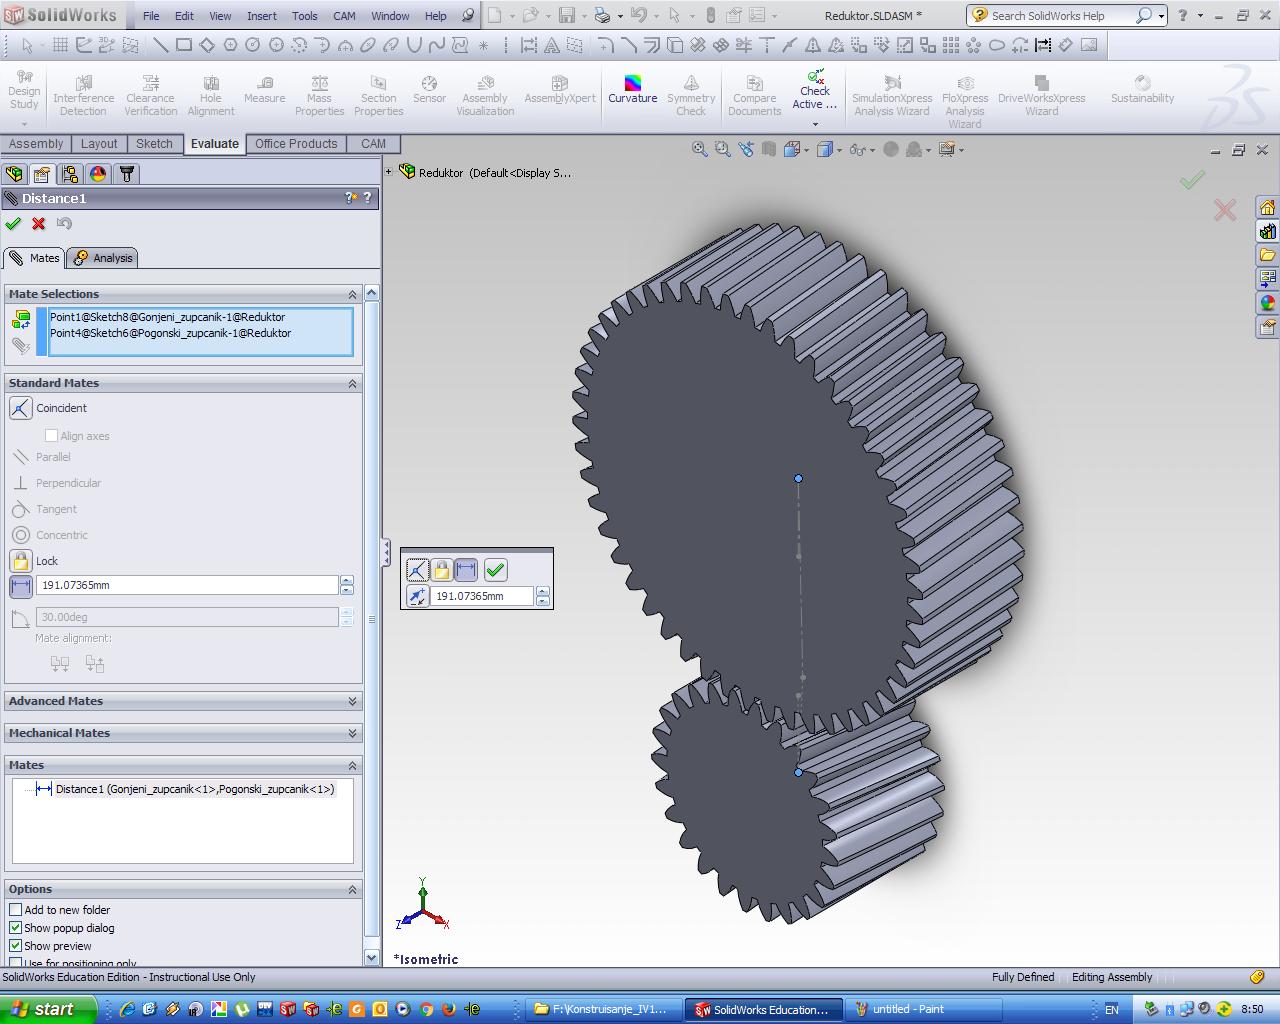 SolidWorks File Edit View Insert Tools CAM Window Help Reduktor.SLDASM * Search SolidWorks Help
Design Study
Interference Detection
Clearance Verification
Hole Alignment
Measure
Mass Properties
Section Properties
Sensor
Assembly Visualization
AssemblyXpert
Curvature
Symmetry Check
Compare Documents
Check Active ...
SimulationXpress Analysis Wizard
FloXpress Analysis Wizard
DriveWorksXpress Wizard
Sustainability
Assembly Layout Sketch Evaluate Office Products CAM
Reduktor (Default<Display S...
Distance1
Mates Analysis
Mate Selections
Point1@Sketch8@Gonjeni_zupcanik-1@Reduktor
Point4@Sketch6@Pogonski_zupcanik-1@Reduktor
Standard Mates
Coincident
Align axes
Parallel
Perpendicular
Tangent
Concentric
Lock
191.07365mm
30.00deg
Mate alignment:
Advanced Mates
Mechanical Mates
Mates
Distance1 (Gonjeni_zupcanik<1>,Pogonski_zupcanik<1>)
Options
Add to new folder
Show popup dialog
Show preview
Use for positioning only
191.07365mm
Y
Z
X
*Isometric
SolidWorks Education Edition - Instructional Use Only Fully Defined Editing Assembly
start F:\Konstruisanje_IV1... SolidWorks Education... untitled - Paint EN 8:50